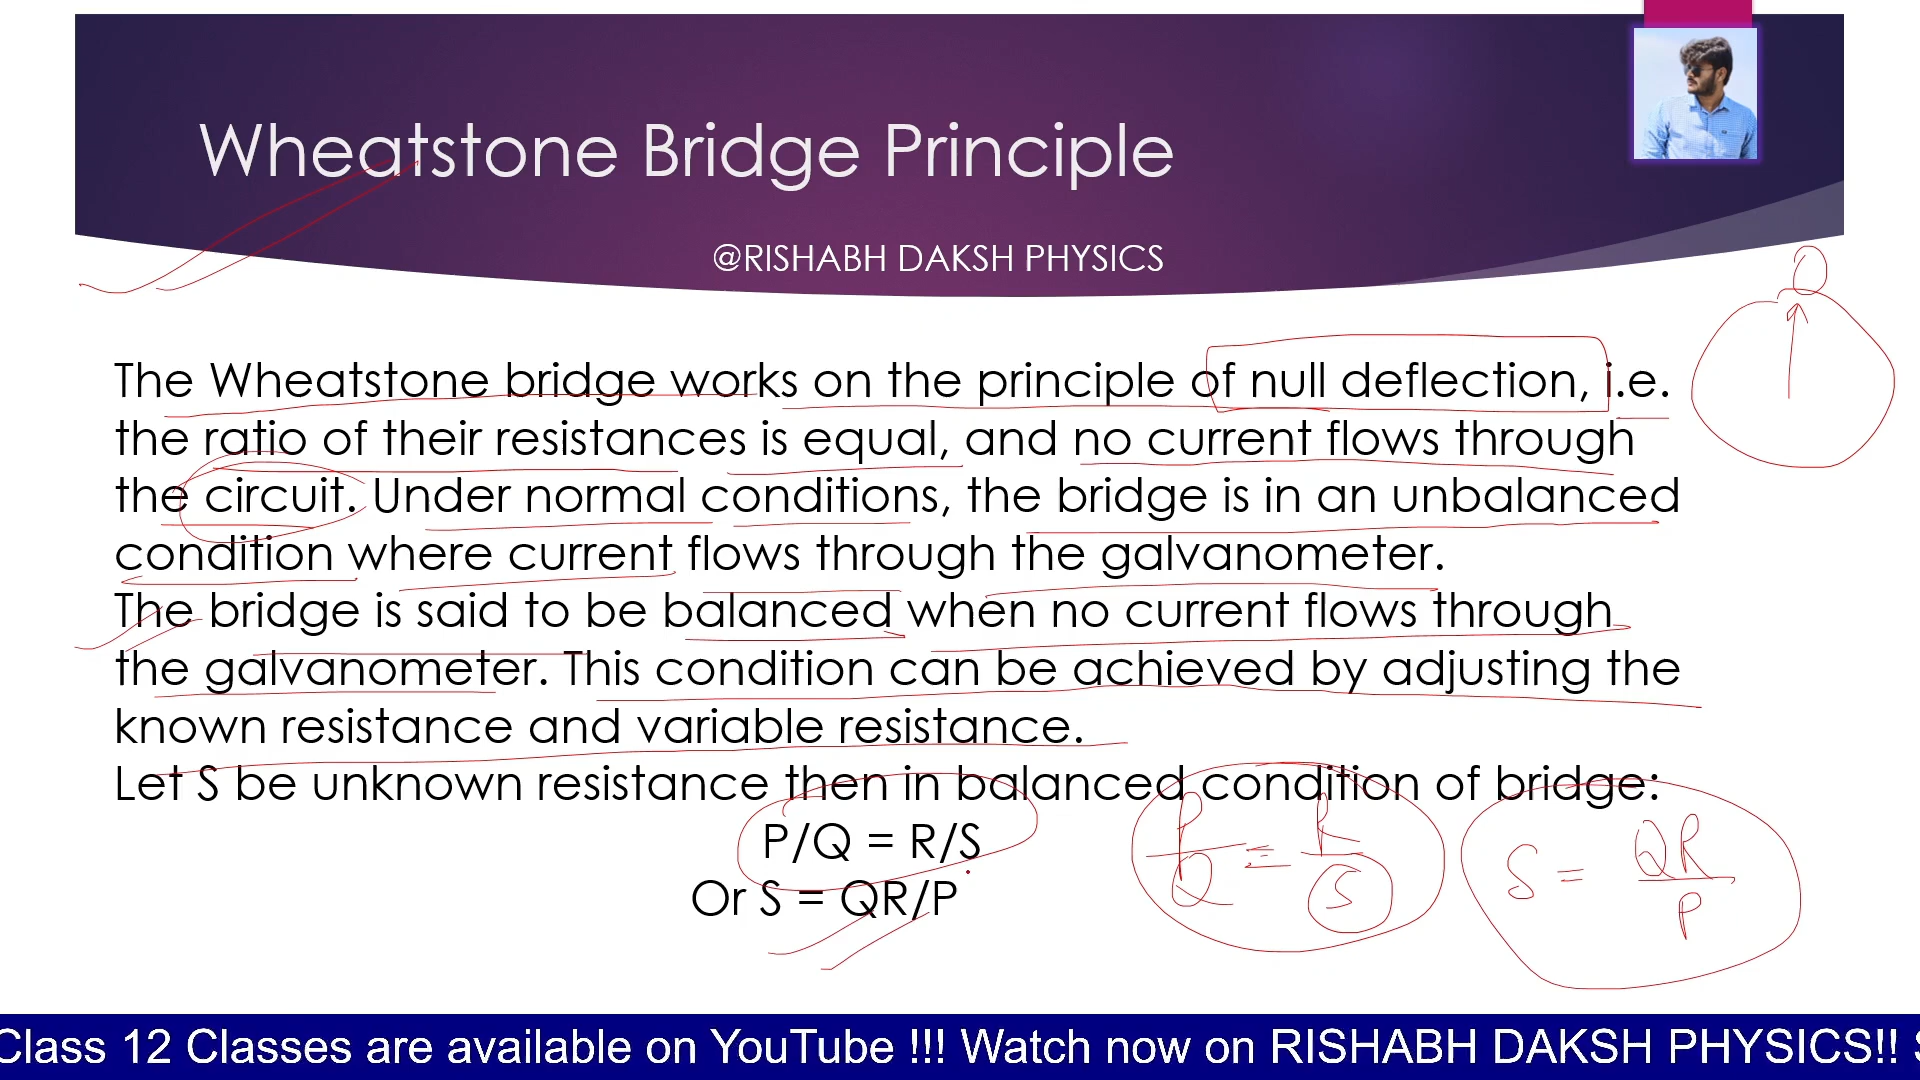 Wheatstone Bridge Principle
@RISHABH DAKSH PHYSICS
0
The Wheatstone bridge works on the principle of null deflection, i.e.
the ratio of their resistances is equal, and no current flows through
the circuit. Under normal conditions, the bridge is in an unbalanced
condition where current flows through the galvanometer.
The bridge is said to be balanced when no current flows through
the galvanometer. This condition can be achieved by adjusting the
known resistance and variable resistance.
Let S be unknown resistance then in balanced condition of bridge:
P/Q = R/S
Or S = QR/P
P/Q = R/S
S = QR/P
Class 12 Classes are available on YouTube !!! Watch now on RISHABH DAKSH PHYSICS!!